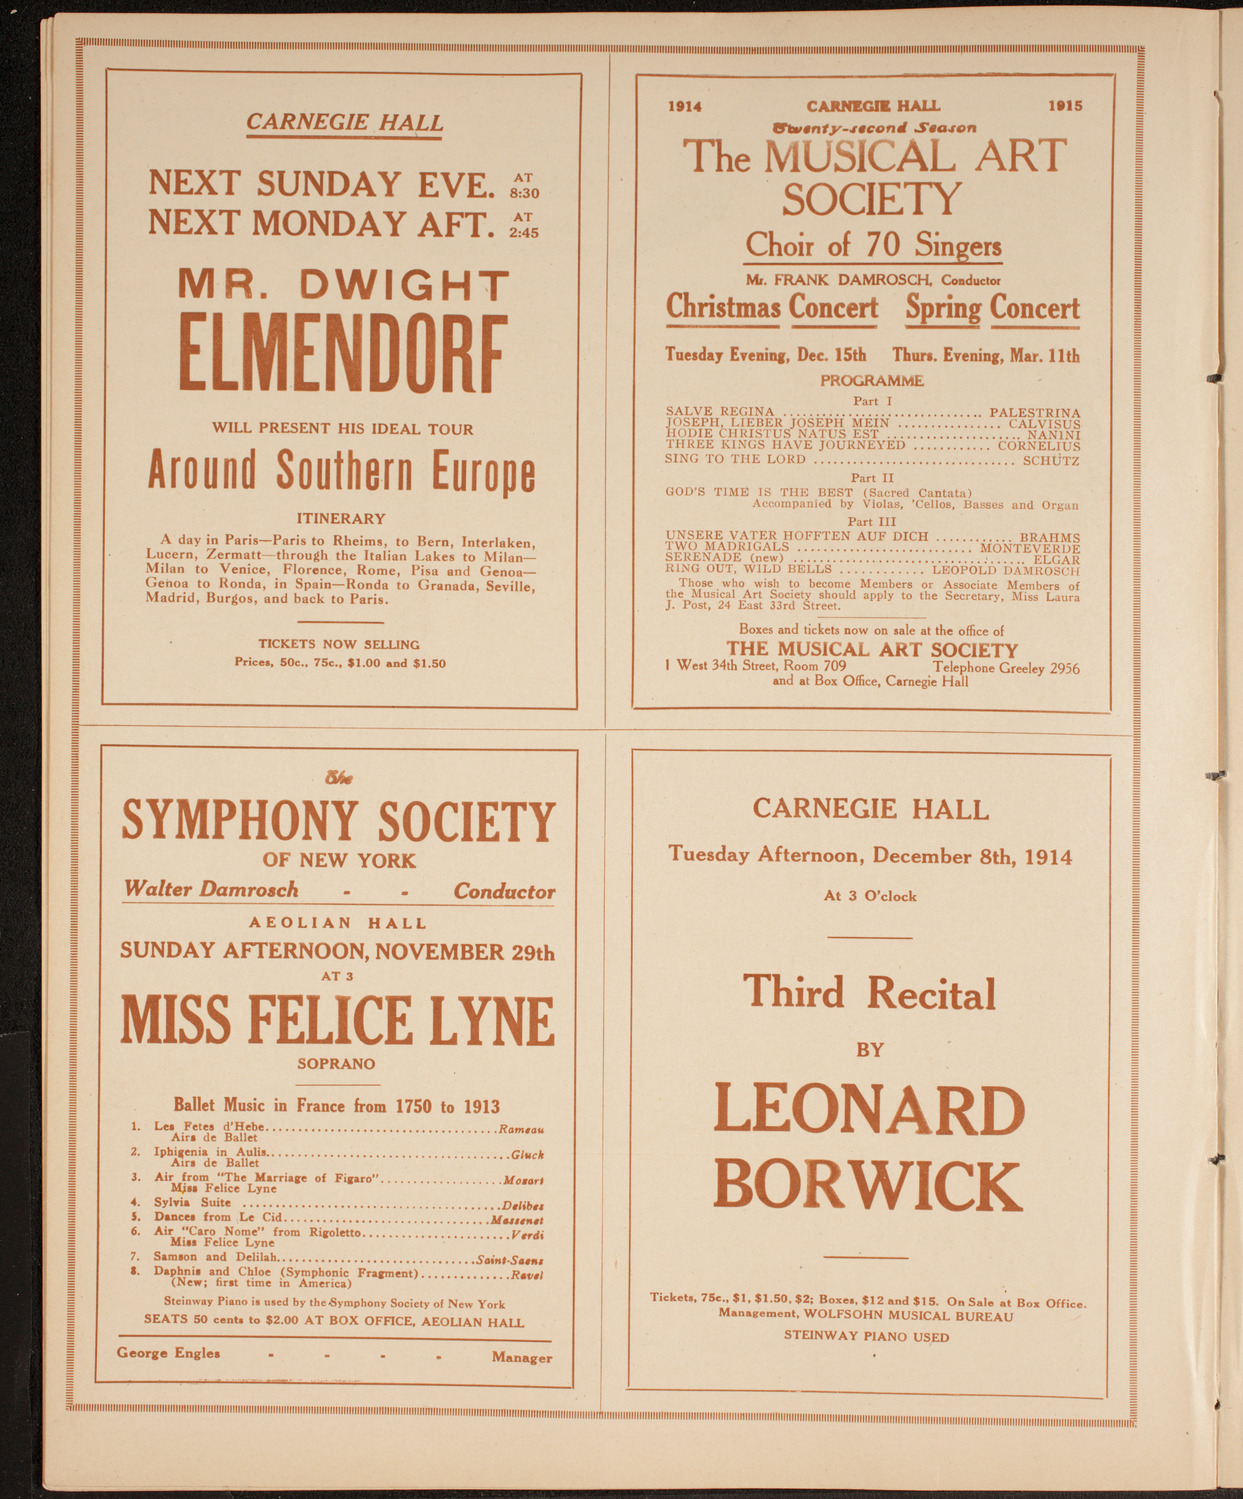 CARNEGIE HALL
NEXT SUNDAY EVE. AT 8:30
NEXT MONDAY AFT. AT 2:45
MR. DWIGHT
ELMENDORF
WILL PRESENT HIS IDEAL TOUR
Around Southern Europe
ITINERARY
A day in Paris—Paris to Rheims, to Bern, Interlaken,
Lucern, Zermatt—through the Italian Lakes to Milan—
Milan to Venice, Florence, Rome, Pisa and Genoa—
Genoa to Ronda, in Spain—Ronda to Granada, Seville,
Madrid, Burgos, and back to Paris.
TICKETS NOW SELLING
Prices, 50c., 75c., $1.00 and $1.50
1914 CARNEGIE HALL 1915
Twenty-second Season
The MUSICAL ART
SOCIETY
Choir of 70 Singers
Mr. FRANK DAMROSCH, Conductor
Christmas Concert Spring Concert
Tuesday Evening, Dec. 15th Thurs. Evening, Mar. 11th
PROGRAMME
Part I
SALVE REGINA .............................. PALESTRINA
JOSEPH, LIEBER JOSEPH MEIN ................ CALVISUS
HODIE CHRISTUS NATUS EST .................... NANINI
THREE KINGS HAVE JOURNEYED ............ CORNELIUS
SING TO THE LORD ............................... SCHÜTZ
Part II
GOD'S TIME IS THE BEST (Sacred Cantata)
Accompanied by Violas, 'Cellos, Basses and Organ
Part III
UNSERE VATER HOFFTEN AUF DICH ............ BRAHMS
TWO MADRIGALS ........................... MONTEVERDE
SERENADE (new) .................................... ELGAR
RING OUT, WILD BELLS ............. LEOPOLD DAMROSCH
Those who wish to become Members or Associate Members of
the Musical Art Society should apply to the Secretary, Miss Laura
J. Post, 24 East 33rd Street.
Boxes and tickets now on sale at the office of
THE MUSICAL ART SOCIETY
1 West 34th Street, Room 709 Telephone Greeley 2956
and at Box Office, Carnegie Hall
The
SYMPHONY SOCIETY
OF NEW YORK
Walter Damrosch - - Conductor
AEOLIAN HALL
SUNDAY AFTERNOON, NOVEMBER 29th
AT 3
MISS FELICE LYNE
SOPRANO
Ballet Music in France from 1750 to 1913
1. Les Fetes d'Hebe...................................Rameau
Airs de Ballet
2. Iphigenia in Aulis.....................................Gluck
Airs de Ballet
3. Air from "The Marriage of Figaro"...................Mozart
Miss Felice Lyne
4. Sylvia Suite .......................................Delibes
5. Dances from Le Cid................................Massenet
6. Air "Caro Nome" from Rigoletto.......................Verdi
Miss Felice Lyne
7. Samson and Delilah..............................Saint-Saens
8. Daphnis and Chloe (Symphonic Fragment)..............Ravel
(New; first time in America)
Steinway Piano is used by the Symphony Society of New York
SEATS 50 cents to $2.00 AT BOX OFFICE, AEOLIAN HALL
George Engles - - - - Manager
CARNEGIE HALL
Tuesday Afternoon, December 8th, 1914
At 3 O'clock
Third Recital
BY
LEONARD
BORWICK
Tickets, 75c., $1, $1.50, $2; Boxes, $12 and $15. On Sale at Box Office.
Management, WOLFSOHN MUSICAL BUREAU
STEINWAY PIANO USED